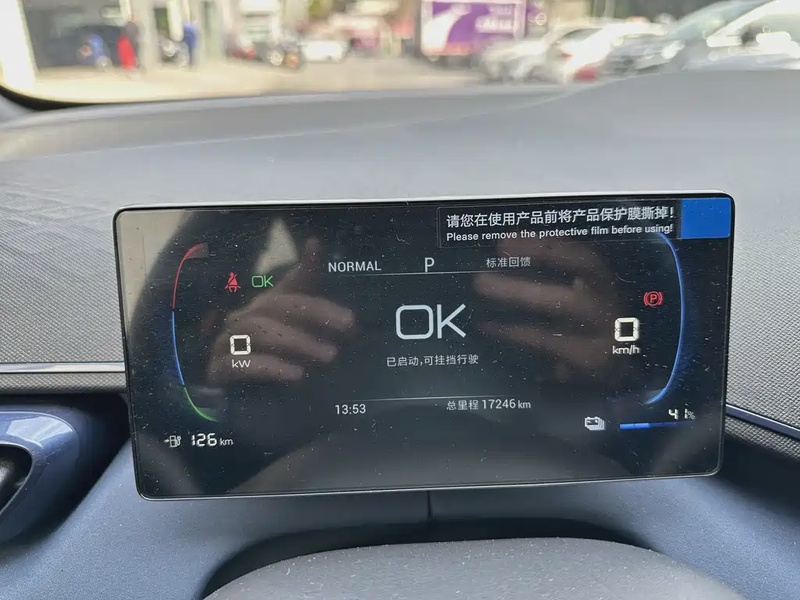 请您在使用产品前将产品保护膜撕掉!
Please remove the protective film before using!
NORMAL P 标准回馈
OK
OK
P
0
kW
0
km/h
已启动,可挂挡行驶
13:53 总里程 17246 km
126 km
41%